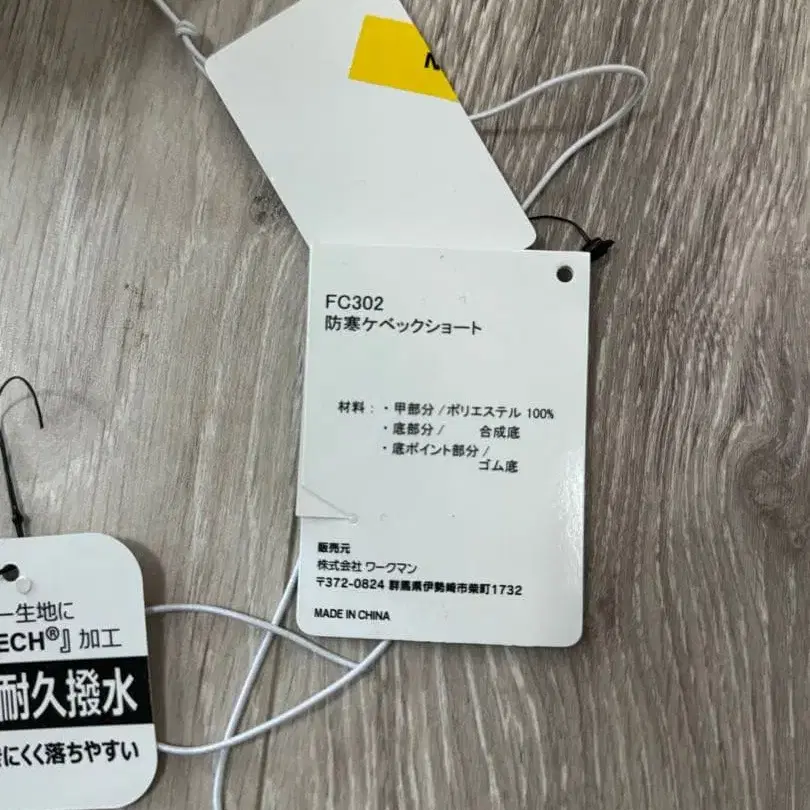 FC302
防寒ケベックショート
材料：・甲部分/ポリエステル 100%
・底部分/ 合成底
・底ポイント部分/
ゴム底
販売元
株式会社 ワークマン
〒372-0824 群馬県伊勢崎市柴町1732
MADE IN CHINA
ー生地に
ECH®』加工
耐久撥水
にくく落ちやすい